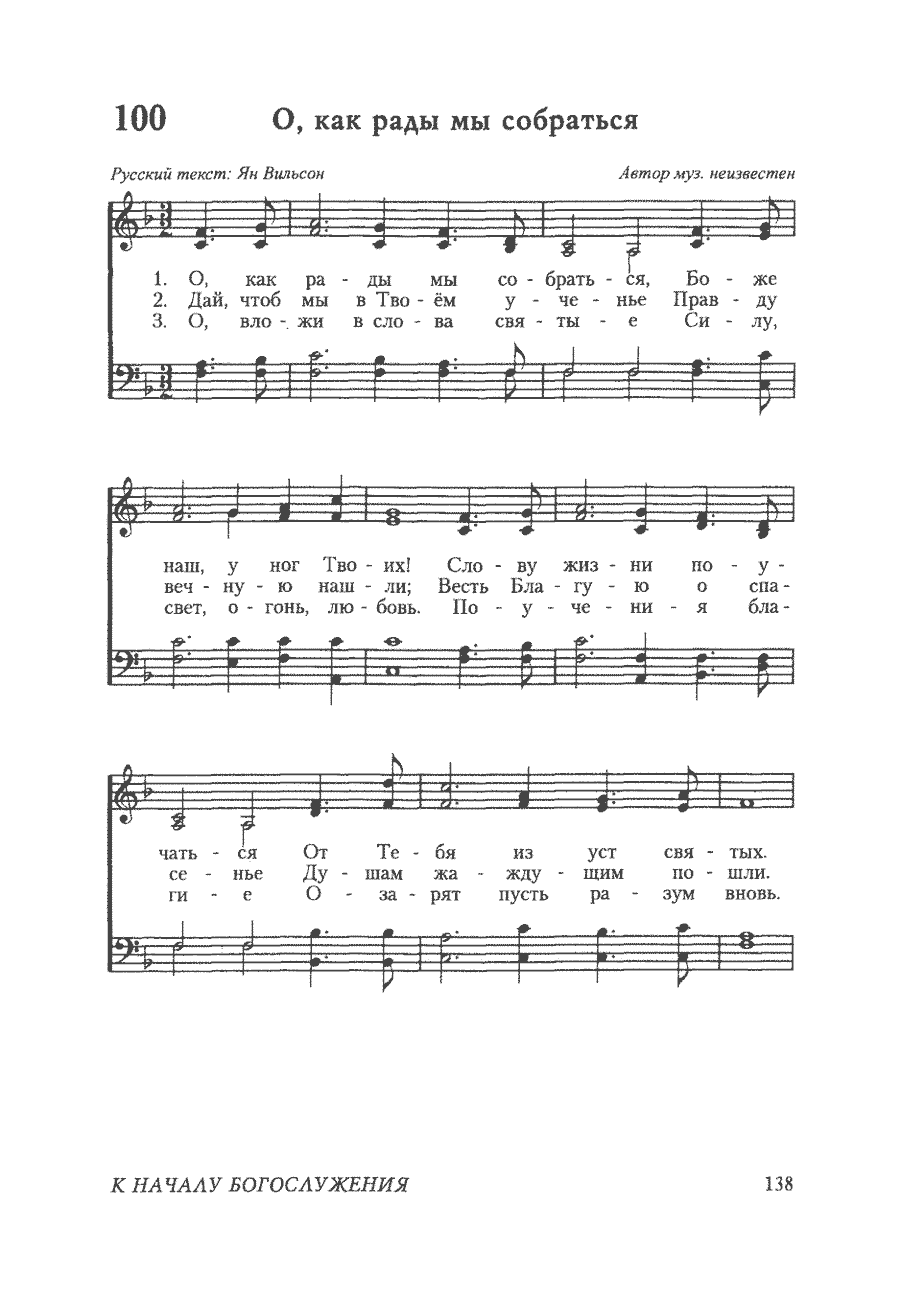 100 О, как рады мы собраться
Русский текст: Ян Вильсон Автор муз. неизвестен
1. О, как ра - ды мы со - брать - ся, Бо - же
2. Дай, чтоб мы в Тво - ём у - че - нье Прав - ду
3. О, вло - жи в сло - ва свя - ты - е Си - лу,
наш, у ног Тво - их! Сло - ву жиз - ни по - у -
веч - ну - ю наш - ли; Весть Бла - гу - ю о спа -
свет, о - гонь, лю - бовь. По - у - че - ни - я бла -
чать - ся От Те - бя из уст свя - тых.
се - нье Ду - шам жа - жду - щим по - шли.
ги - е О - за - рят пусть ра - зум вновь.
К НАЧАЛУ БОГОСЛУЖЕНИЯ 138